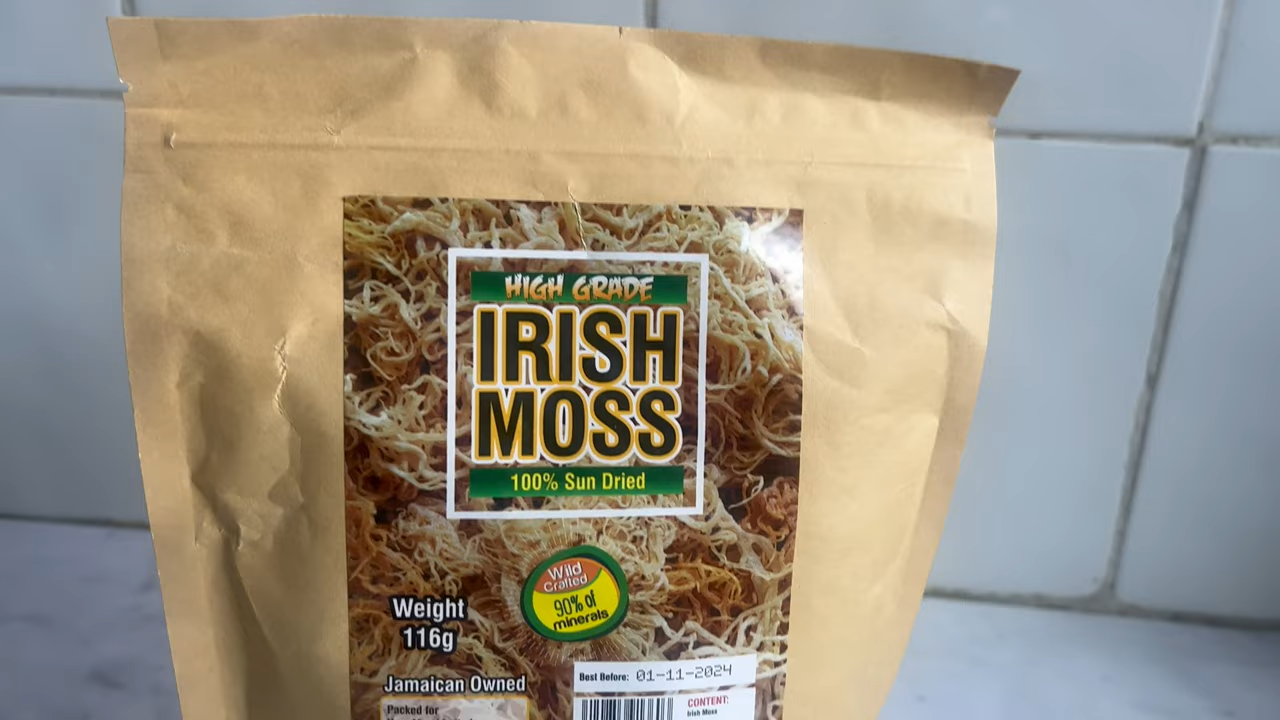 HIGH GRADE
IRISH
MOSS
100% Sun Dried
Wild
Crafted
90% of
minerals
Weight
116g
Jamaican Owned
Best Before: 01-11-2024
Packed for
CONTENT:
Irish Moss